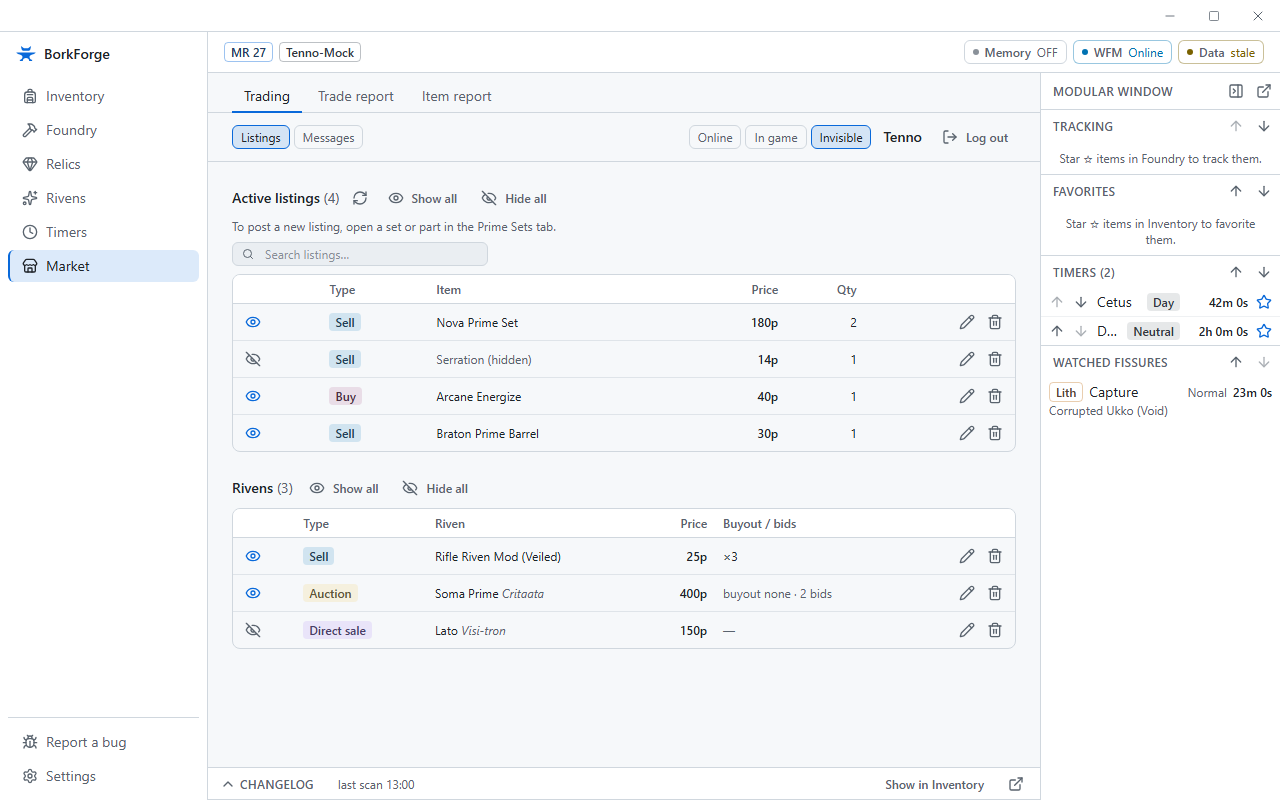 BorkForge
MR 27
Tenno-Mock
Memory OFF
WFM Online
Data stale
Inventory
Foundry
Relics
Rivens
Timers
Market
Report a bug
Settings
Trading
Trade report
Item report
Listings
Messages
Online
In game
Invisible
Tenno
Log out
Active listings (4)
Show all
Hide all
To post a new listing, open a set or part in the Prime Sets tab.
Search listings...
Type Item Price Qty
Sell Nova Prime Set 180p 2
Sell Serration (hidden) 14p 1
Buy Arcane Energize 40p 1
Sell Braton Prime Barrel 30p 1
Rivens (3)
Show all
Hide all
Type Riven Price Buyout / bids
Sell Rifle Riven Mod (Veiled) 25p ×3
Auction Soma Prime Critaata 400p buyout none · 2 bids
Direct sale Lato Visi-tron 150p —
CHANGELOG
last scan 13:00
Show in Inventory
MODULAR WINDOW
TRACKING
Star ☆ items in Foundry to track them.
FAVORITES
Star ☆ items in Inventory to favorite
them.
TIMERS (2)
Cetus Day 42m 0s
D... Neutral 2h 0m 0s
WATCHED FISSURES
Lith Capture Normal 23m 0s
Corrupted Ukko (Void)